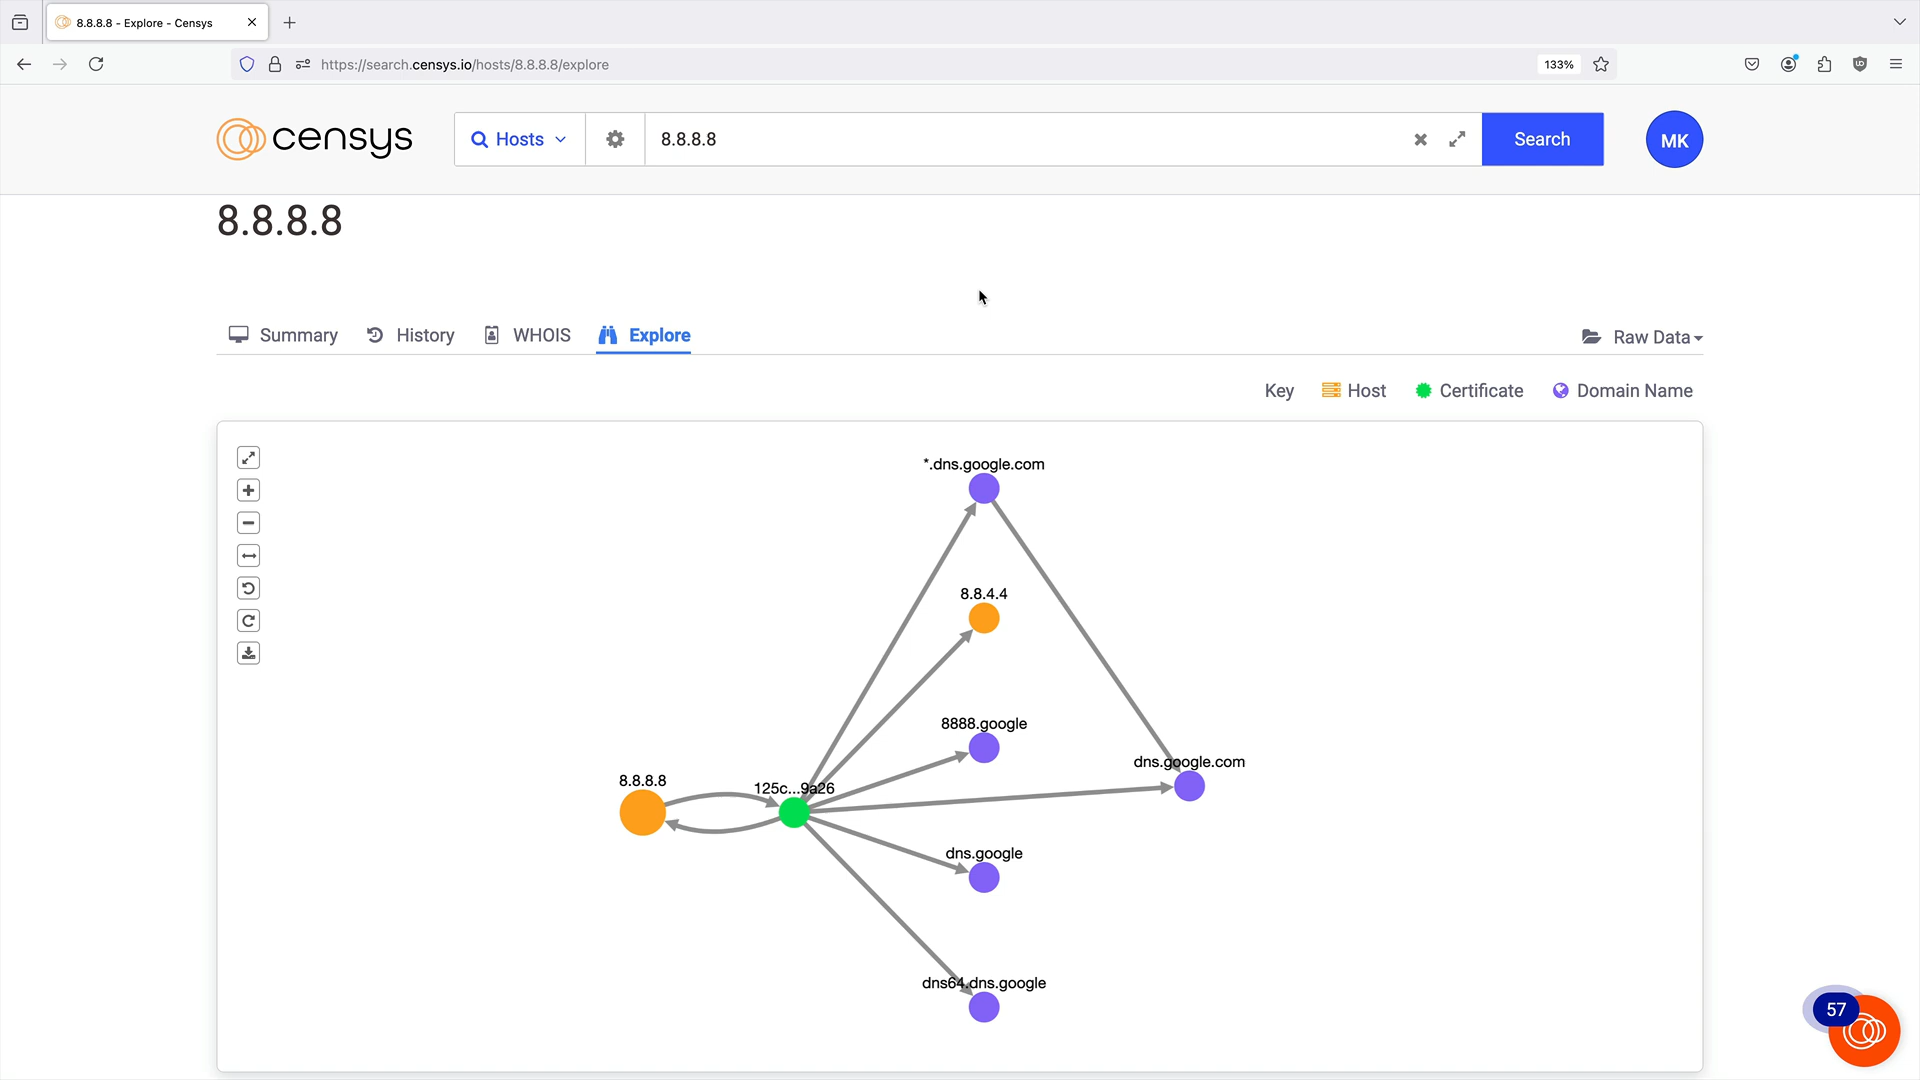 8.8.8.8 - Explore - Censys
https://search.censys.io/hosts/8.8.8.8/explore
133%
censys
Hosts
8.8.8.8
Search
MK
8.8.8.8
Summary
History
WHOIS
Explore
Raw Data
Key
Host
Certificate
Domain Name
*.dns.google.com
8.8.4.4
8888.google
dns.google.com
8.8.8.8
125c...9a26
dns.google
dns64.dns.google
57